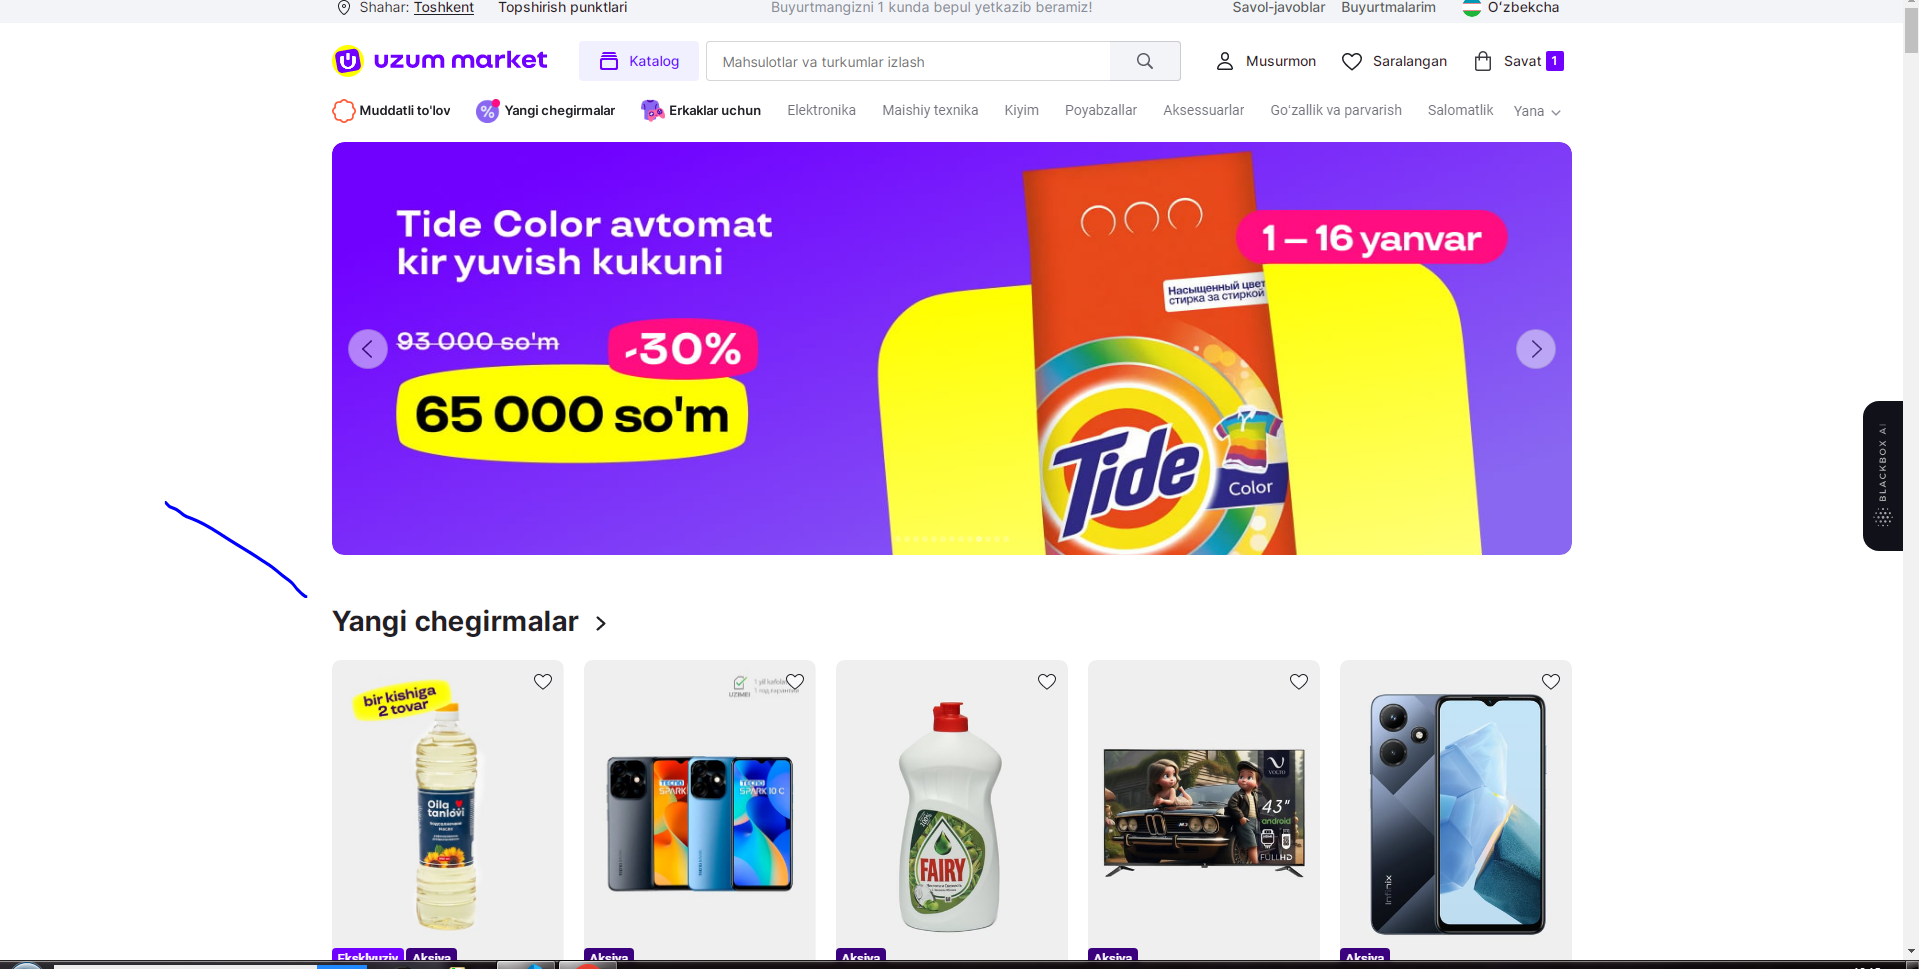 Shahar: Toshkent Topshirish punktlari Buyurtmangizni 1 kunda bepul yetkazib beramiz! Savol-javoblar Buyurtmalarim O'zbekcha
uzum market Katalog Mahsulotlar va turkumlar izlash Musurmon Saralangan Savat 1
Muddatli to'lov % Yangi chegirmalar Erkaklar uchun Elektronika Maishiy texnika Kiyim Poyabzallar Aksessuarlar Go'zallik va parvarish Salomatlik Yana
Tide Color avtomat
kir yuvish kukuni
1 – 16 yanvar
Насыщенный цвет
стирка за стиркой
93 000 so'm
-30%
65 000 so'm
Tide
Color
BLACKBOX AI
Yangi chegirmalar
bir kishiga
2 tovar
Oila
tanlovi
Eksklyuziv Aksiya
UZIMEI
TECNO
SPARK
TECNO
SPARK 10 C
Aksiya
100%
FAIRY
Aksiya
43"
android
FULL HD
Aksiya
Infinix
Aksiya